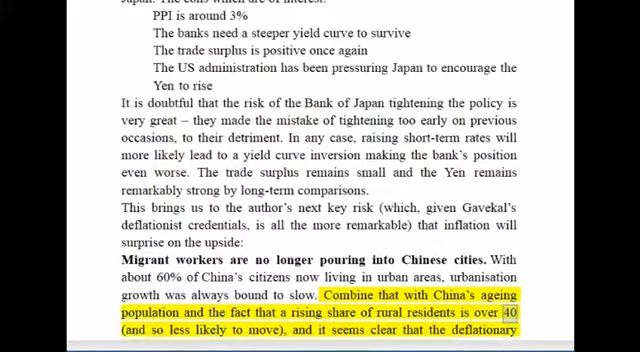 PPI is around 3%
The banks need a steeper yield curve to survive
The trade surplus is positive once again
The US administration has been pressuring Japan to encourage the
Yen to rise
It is doubtful that the risk of the Bank of Japan tightening the policy is
very great – they made the mistake of tightening too early on previous
occasions, to their detriment. In any case, raising short-term rates will
more likely lead to a yield curve inversion making the bank's position
even worse. The trade surplus remains small and the Yen remains
remarkably strong by long-term comparisons.
This brings us to the author's next key risk (which, given Gavekal's
deflationist credentials, is all the more remarkable) that inflation will
surprise on the upside:
Migrant workers are no longer pouring into Chinese cities. With
about 60% of China's citizens now living in urban areas, urbanisation
growth was always bound to slow. Combine that with China's ageing
population and the fact that a rising share of rural residents is over 40
(and so less likely to move), and it seems clear that the deflationary